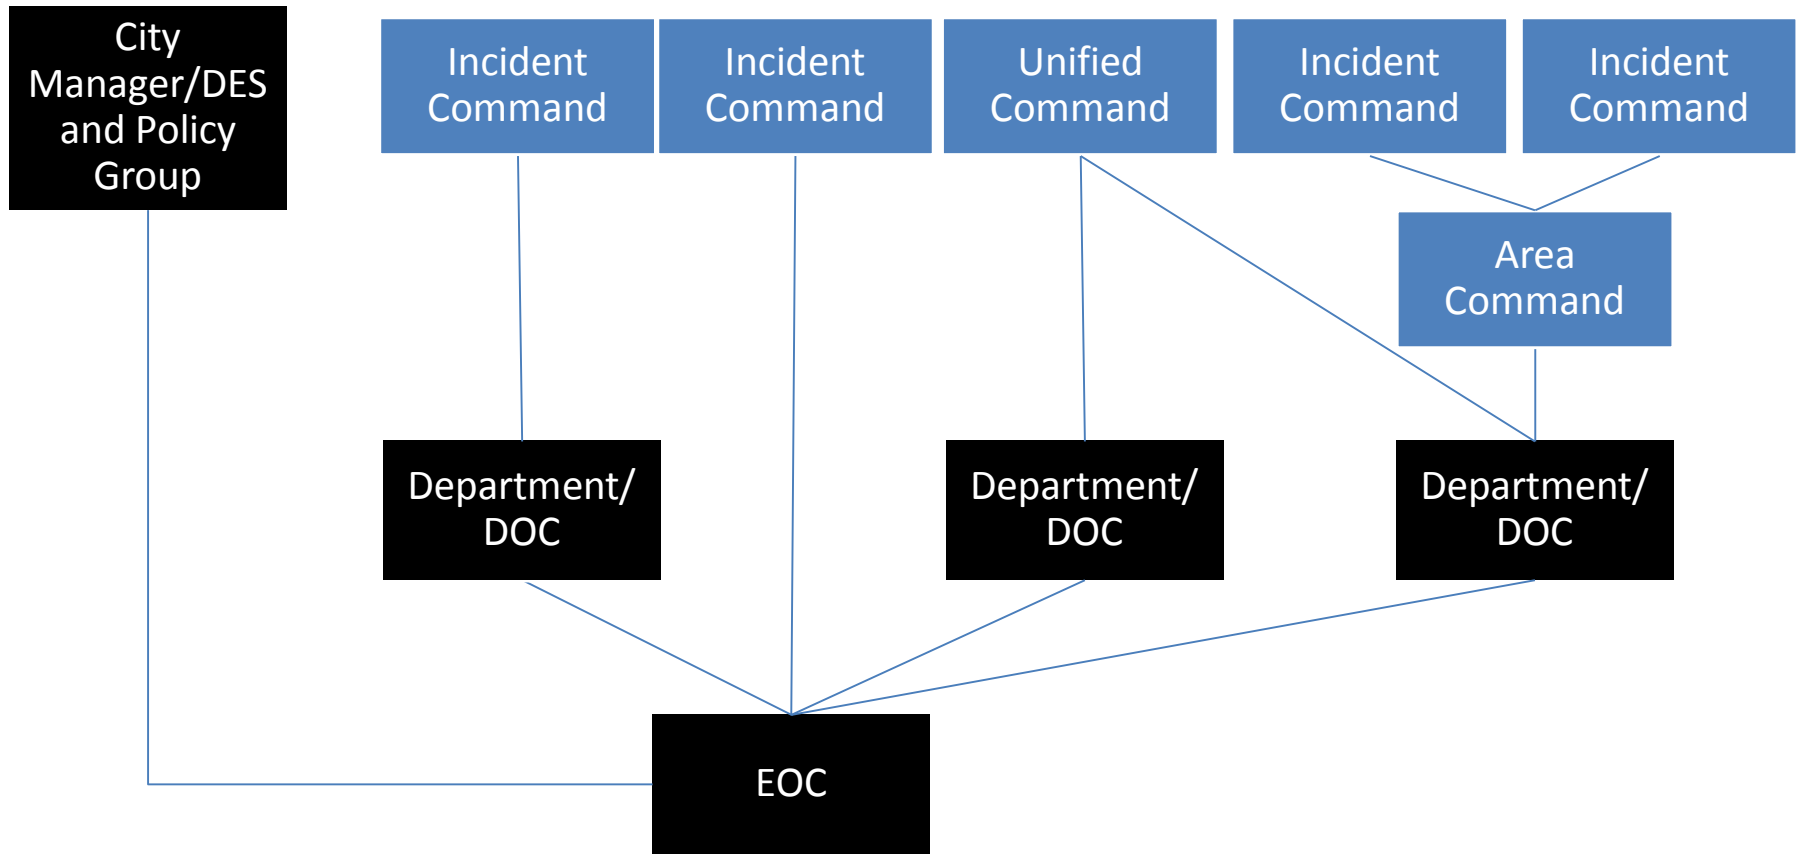 City
Manager/DES
and Policy
Group
Incident
Command
Incident
Command
Unified
Command
Incident
Command
Incident
Command
Area
Command
Department/
DOC
Department/
DOC
Department/
DOC
EOC